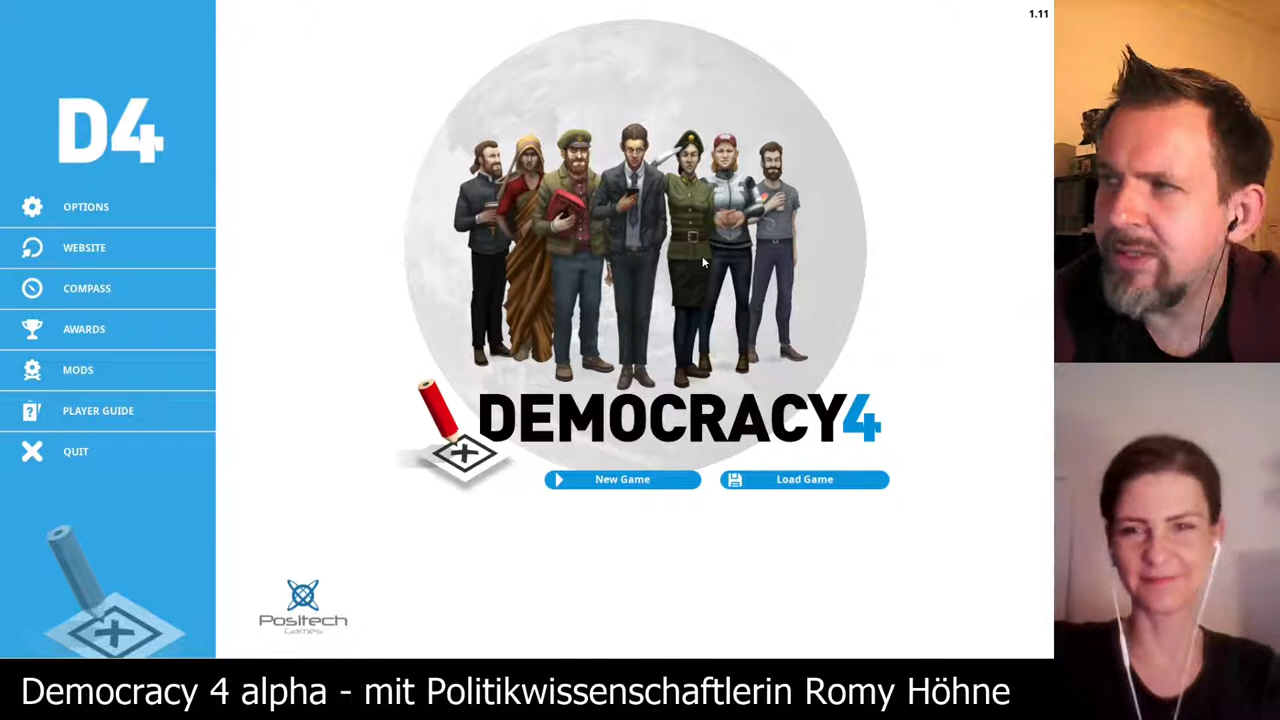 1.11
D4
OPTIONS
WEBSITE
COMPASS
AWARDS
MODS
PLAYER GUIDE
QUIT
DEMOCRACY4
New Game
Load Game
Positech
Games
Democracy 4 alpha - mit Politikwissenschaftlerin Romy Höhne